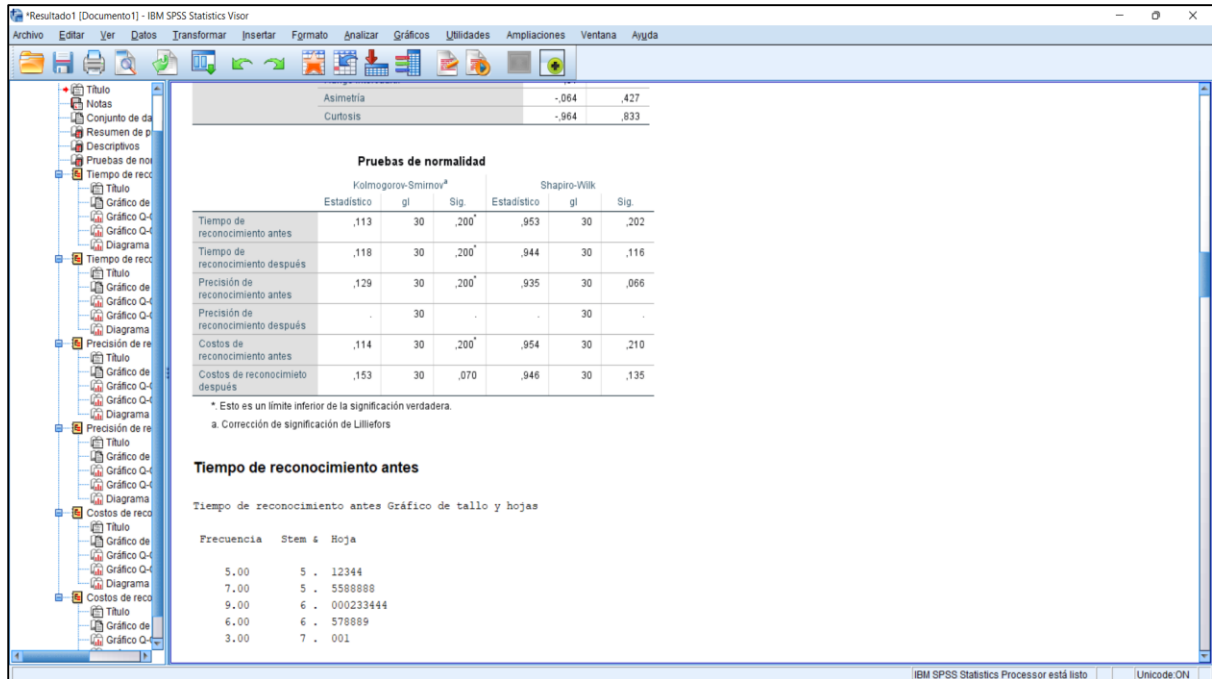 *Resultado1 [Documento1] - IBM SPSS Statistics Visor
Archivo Editar Ver Datos Transformar Insertar Formato Analizar Gráficos Utilidades Ampliaciones Ventana Ayuda
Título
Notas
Conjunto de da
Resumen de p
Descriptivos
Pruebas de nor
Tiempo de reco
Título
Gráfico de
Gráfico Q-
Gráfico Q-
Diagrama
Tiempo de reco
Título
Gráfico de
Gráfico Q-
Gráfico Q-
Diagrama
Precisión de re
Título
Gráfico de
Gráfico Q-
Gráfico Q-
Diagrama
Precisión de re
Título
Gráfico de
Gráfico Q-
Gráfico Q-
Diagrama
Costos de reco
Título
Gráfico de
Gráfico Q-
Gráfico Q-
Diagrama
Costos de reco
Título
Gráfico de
Gráfico Q-
Asimetría -,064 ,427
Curtosis -,964 ,833
Pruebas de normalidad
Kolmogorov-Smirnovª Shapiro-Wilk
Estadístico gl Sig. Estadístico gl Sig.
Tiempo de
reconocimiento antes ,113 30 ,200* ,953 30 ,202
Tiempo de
reconocimiento después ,118 30 ,200* ,944 30 ,116
Precisión de
reconocimiento antes ,129 30 ,200* ,935 30 ,066
Precisión de
reconocimiento después . 30 . . 30 .
Costos de
reconocimiento antes ,114 30 ,200* ,954 30 ,210
Costos de reconocimieto
después ,153 30 ,070 ,946 30 ,135
*. Esto es un límite inferior de la significación verdadera.
a. Corrección de significación de Lilliefors
Tiempo de reconocimiento antes
Tiempo de reconocimiento antes Gráfico de tallo y hojas
Frecuencia Stem & Hoja
5.00 5 . 12344
7.00 5 . 5588888
9.00 6 . 000233444
6.00 6 . 578889
3.00 7 . 001
IBM SPSS Statistics Processor está listo Unicode:ON